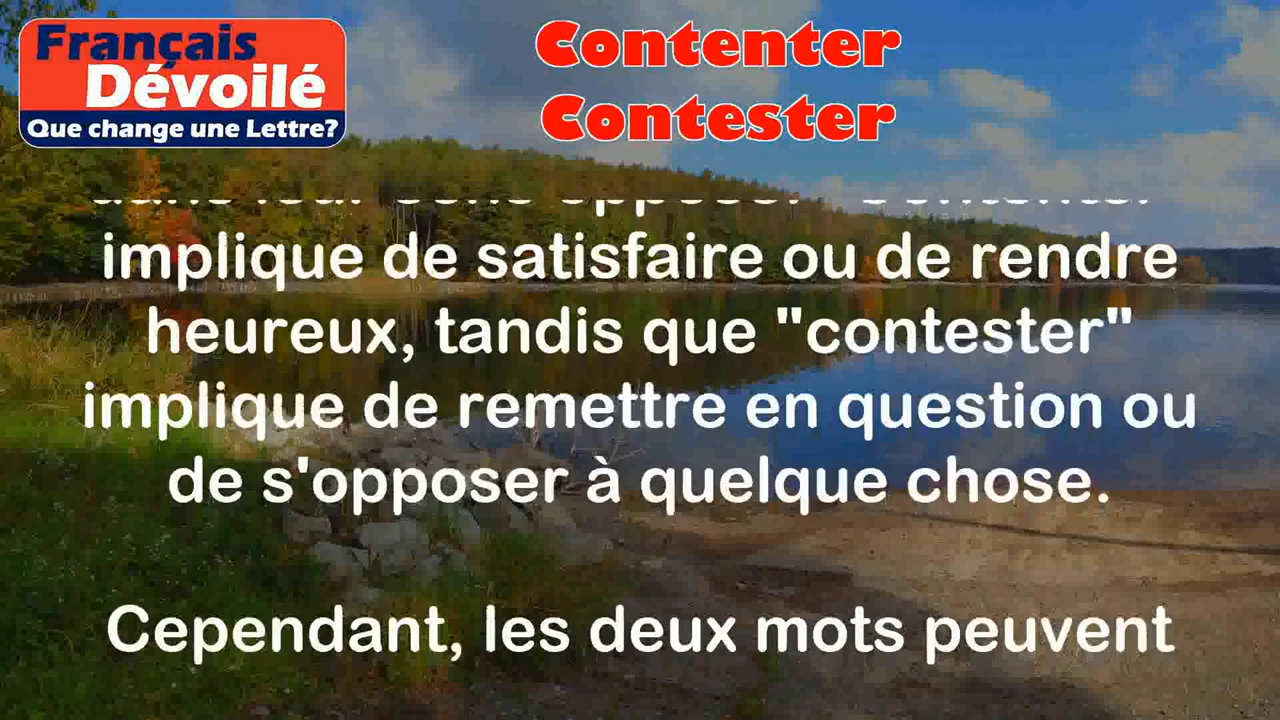 Français
Dévoilé
Que change une Lettre?
Contenter
Contester
implique de satisfaire ou de rendre
heureux, tandis que "contester"
implique de remettre en question ou
de s'opposer à quelque chose.
Cependant, les deux mots peuvent